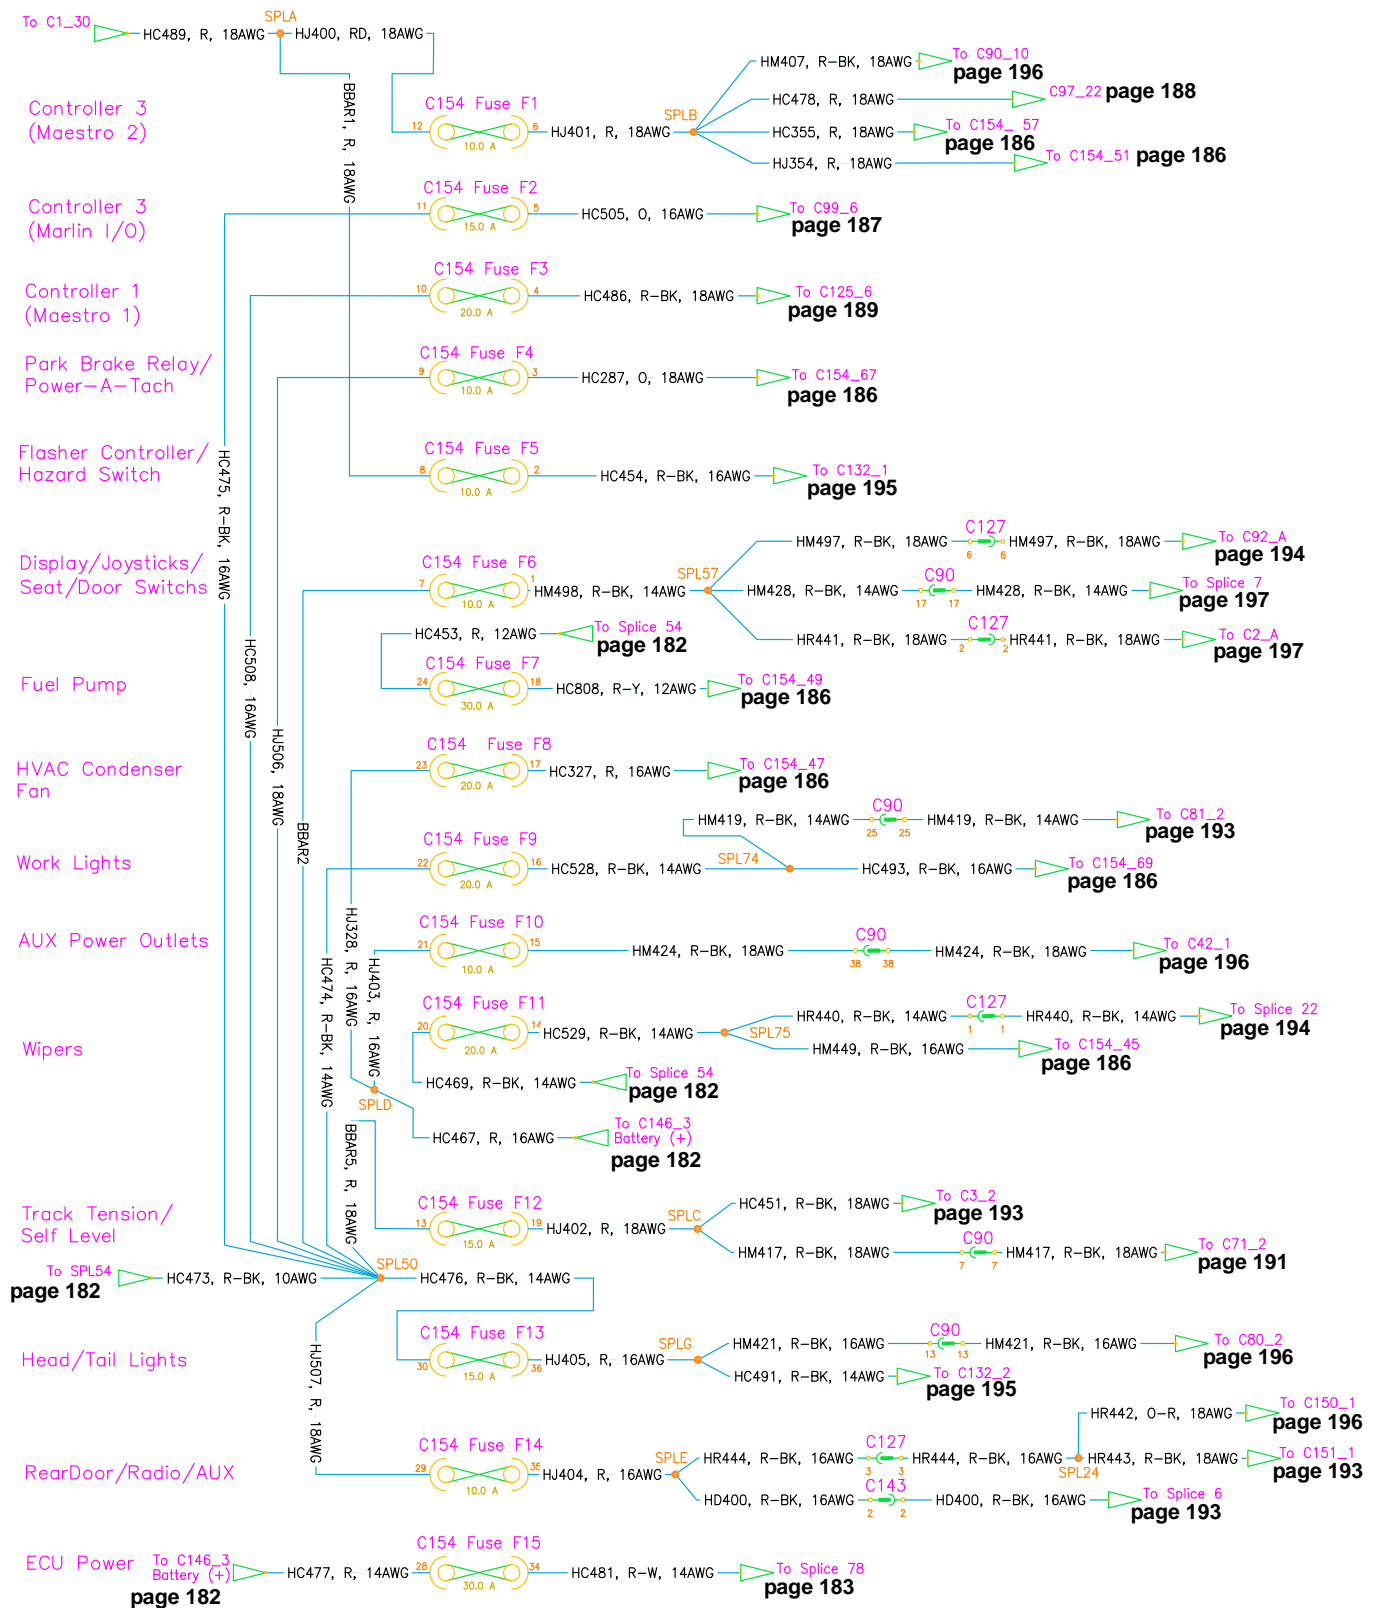 To C1_30
HC489, R, 18AWG
SPLA
HJ400, RD, 18AWG
BBAR1, R, 18AWG
Controller 3
(Maestro 2)
C154 Fuse F1
12
6
10.0 A
HJ401, R, 18AWG
SPLB
HM407, R-BK, 18AWG
To C90_10
page 196
HC478, R, 18AWG
C97_22 page 188
HC355, R, 18AWG
To C154_ 57
page 186
HJ354, R, 18AWG
To C154_51 page 186
Controller 3
(Marlin I/O)
C154 Fuse F2
11
5
15.0 A
HC505, O, 16AWG
To C99_6
page 187
Controller 1
(Maestro 1)
C154 Fuse F3
10
4
20.0 A
HC486, R-BK, 18AWG
To C125_6
page 189
Park Brake Relay/
Power-A-Tach
C154 Fuse F4
9
3
10.0 A
HC287, O, 18AWG
To C154_67
page 186
Flasher Controller/
Hazard Switch
C154 Fuse F5
8
2
10.0 A
HC454, R-BK, 16AWG
To C132_1
page 195
HC475, R-BK, 16AWG
HC508, 16AWG
HJ506, 18AWG
BBAR2
Display/Joysticks/
Seat/Door Switchs
C154 Fuse F6
7
1
10.0 A
HM498, R-BK, 14AWG
SPL57
HM497, R-BK, 18AWG
C127
6
6
HM497, R-BK, 18AWG
To C92_A
page 194
HM428, R-BK, 14AWG
C90
17
17
HM428, R-BK, 14AWG
To Splice 7
page 197
HR441, R-BK, 18AWG
C127
2
2
HR441, R-BK, 18AWG
To C2_A
page 197
HC453, R, 12AWG
To Splice 54
page 182
Fuel Pump
C154 Fuse F7
24
18
30.0 A
HC808, R-Y, 12AWG
To C154_49
page 186
HVAC Condenser
Fan
C154 Fuse F8
23
17
20.0 A
HC327, R, 16AWG
To C154_47
page 186
Work Lights
C154 Fuse F9
22
16
20.0 A
HC528, R-BK, 14AWG
SPL74
HM419, R-BK, 14AWG
C90
25
25
HM419, R-BK, 14AWG
To C81_2
page 193
HC493, R-BK, 16AWG
To C154_69
page 186
HC474, R-BK, 14AWG
HJ328, R, 16AWG
HJ403, R, 16AWG
AUX Power Outlets
C154 Fuse F10
21
15
10.0 A
HM424, R-BK, 18AWG
C90
38
38
HM424, R-BK, 18AWG
To C42_1
page 196
Wipers
C154 Fuse F11
20
14
20.0 A
HC529, R-BK, 14AWG
SPL75
HR440, R-BK, 14AWG
C127
1
1
HR440, R-BK, 14AWG
To Splice 22
page 194
HM449, R-BK, 16AWG
To C154_45
page 186
HC469, R-BK, 14AWG
To Splice 54
page 182
SPLD
HC467, R, 16AWG
To C146_3
Battery (+)
page 182
BBAR5, R, 18AWG
Track Tension/
Self Level
C154 Fuse F12
13
19
15.0 A
HJ402, R, 18AWG
SPLC
HC451, R-BK, 18AWG
To C3_2
page 193
HM417, R-BK, 18AWG
C90
7
7
HM417, R-BK, 18AWG
To C71_2
page 191
To SPL54
page 182
HC473, R-BK, 10AWG
SPL50
HC476, R-BK, 14AWG
HJ507, R, 18AWG
Head/Tail Lights
C154 Fuse F13
30
36
15.0 A
HJ405, R, 16AWG
SPLG
HM421, R-BK, 16AWG
C90
13
13
HM421, R-BK, 16AWG
To C80_2
page 196
HC491, R-BK, 14AWG
To C132_2
page 195
RearDoor/Radio/AUX
C154 Fuse F14
29
35
10.0 A
HJ404, R, 16AWG
SPLE
HR444, R-BK, 16AWG
C127
3
3
HR444, R-BK, 16AWG
SPL24
HR442, O-R, 18AWG
To C150_1
page 196
HR443, R-BK, 18AWG
To C151_1
page 193
HD400, R-BK, 16AWG
C143
2
2
HD400, R-BK, 16AWG
To Splice 6
page 193
ECU Power
To C146_3
Battery (+)
page 182
HC477, R, 14AWG
C154 Fuse F15
28
34
30.0 A
HC481, R-W, 14AWG
To Splice 78
page 183